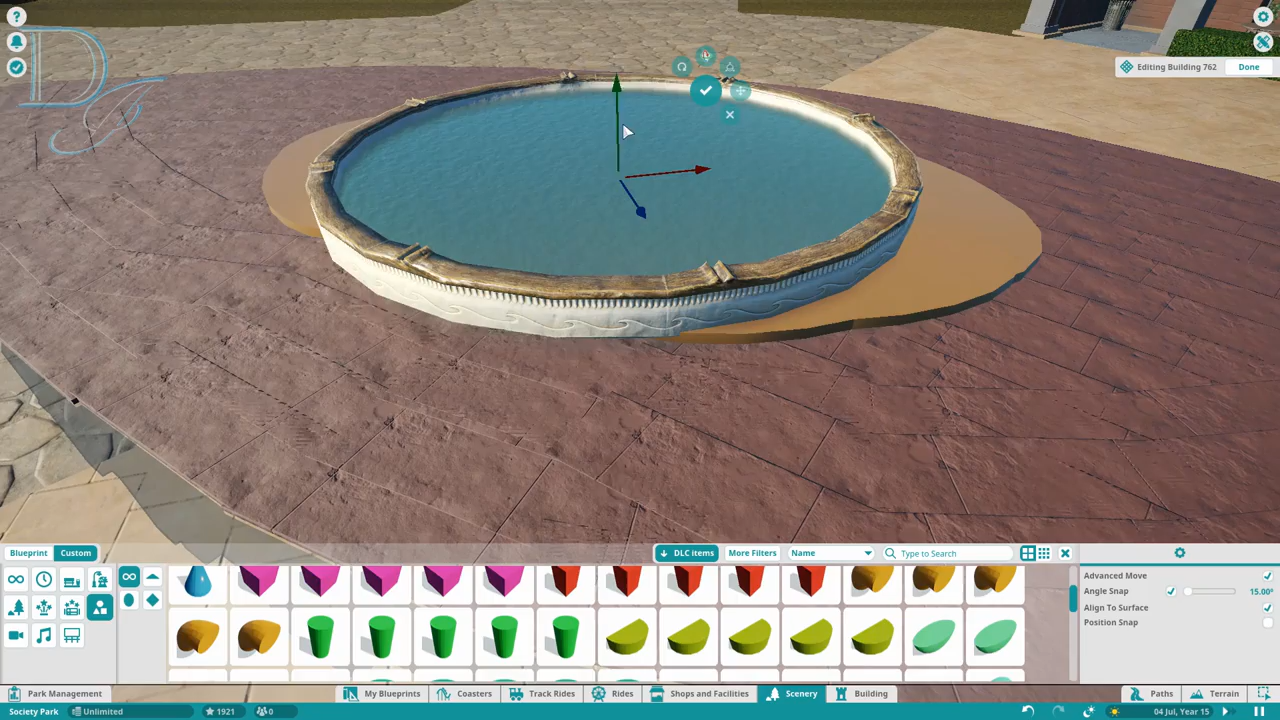 ?
Editing Building 762
Done
Blueprint
Custom
DLC items
More Filters
Name
Type to Search
Advanced Move
Angle Snap
15.00°
Align To Surface
Position Snap
Park Management
My Blueprints
Coasters
Track Rides
Rides
Shops and Facilities
Scenery
Building
Paths
Terrain
Society Park
Unlimited
1921
0
04 Jul, Year 15